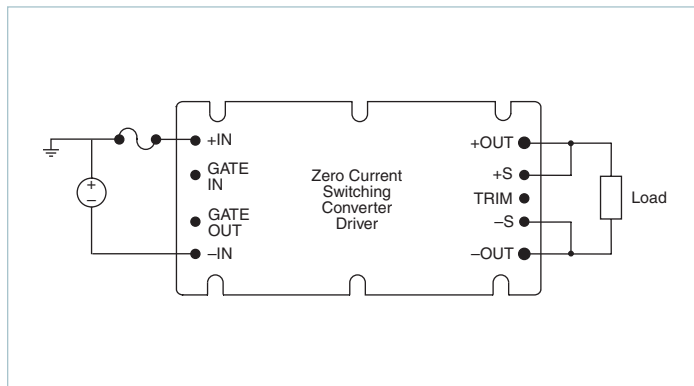 +IN
GATE
IN
GATE
OUT
–IN
Zero Current
Switching
Converter
Driver
+OUT
+S
TRIM
–S
–OUT
Load
+
–